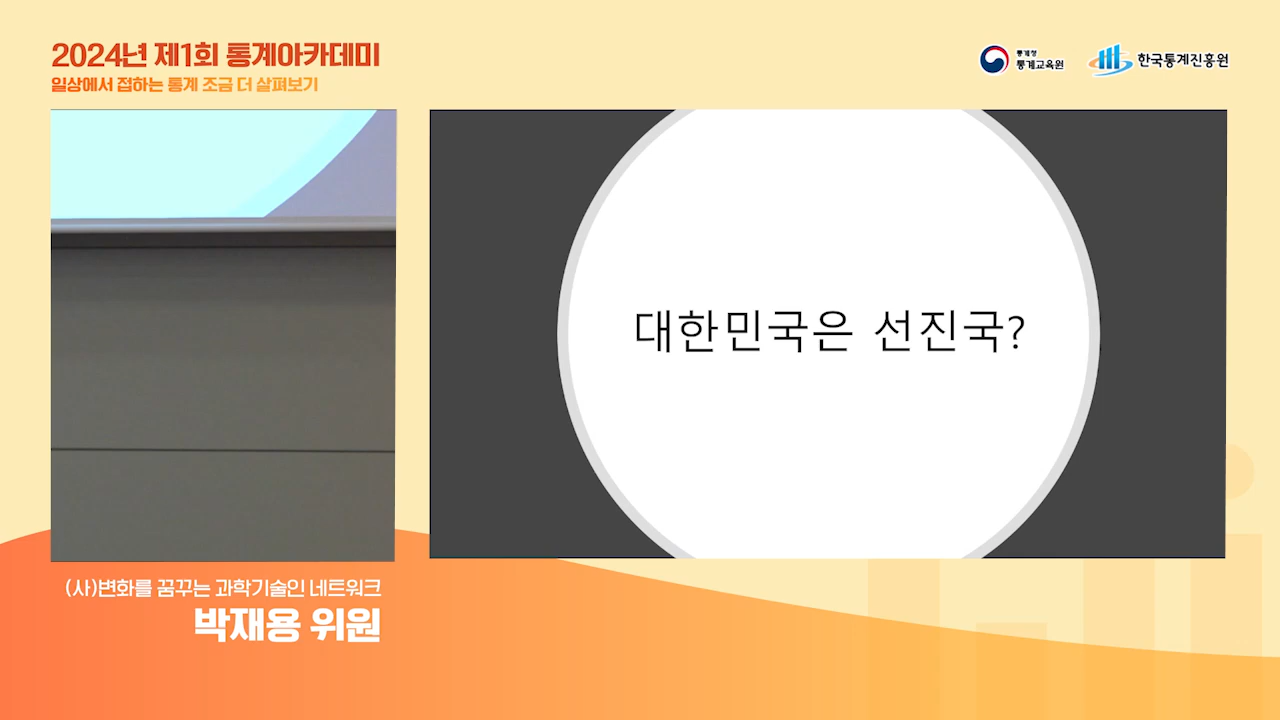 2024년 제1회 통계아카데미
일상에서 접하는 통계 조금 더 살펴보기
통계청
통계교육원
한국통계진흥원
대한민국은 선진국?
(사)변화를 꿈꾸는 과학기술인 네트워크
박재용 위원